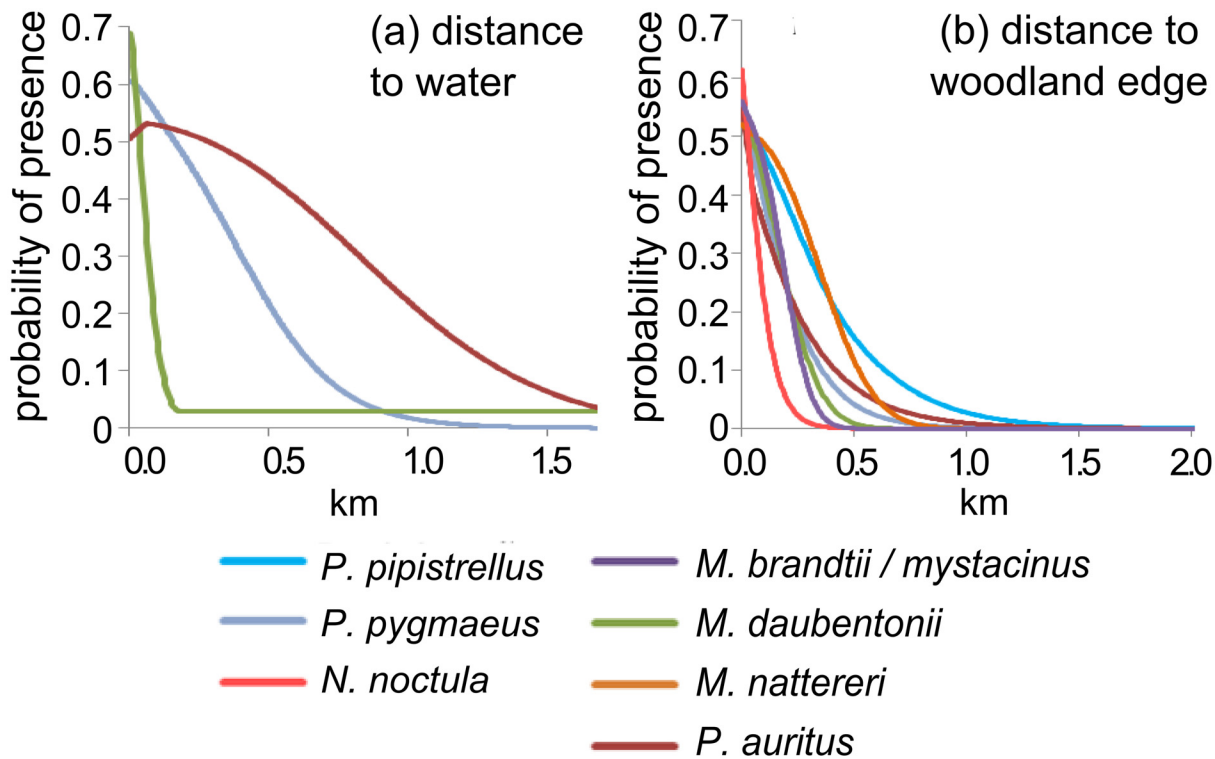 (a) distance
to water
probability of presence
0.7
0.6
0.5
0.4
0.3
0.2
0.1
0
0.0 0.5 1.0 1.5
km
(b) distance to
woodland edge
probability of presence
0.7
0.6
0.5
0.4
0.3
0.2
0.1
0
0.0 0.5 1.0 1.5 2.0
km
P. pipistrellus
P. pygmaeus
N. noctula
M. brandtii / mystacinus
M. daubentonii
M. nattereri
P. auritus